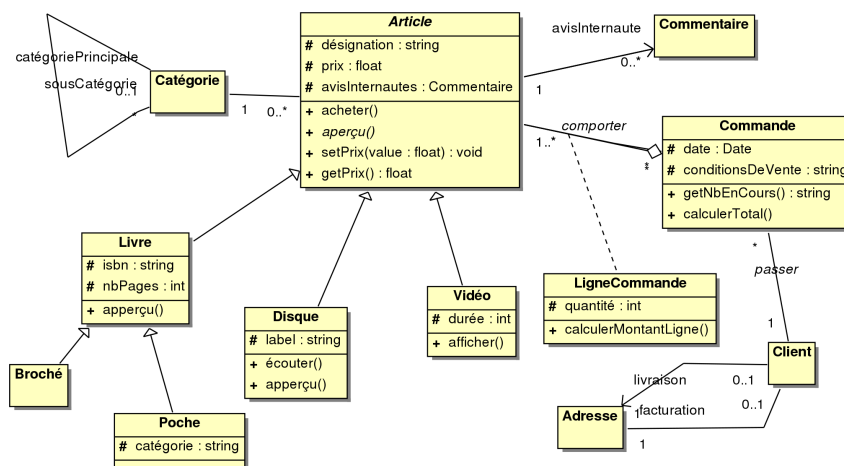 Article
# désignation : string
# prix : float
# avisInternautes : Commentaire
+ acheter()
+ aperçu()
+ setPrix(value : float) : void
+ getPrix() : float
catégoriePrincipale
sousCatégorie
0..1
*
Catégorie
1
0..*
avisInternaute
Commentaire
0..*
1
comporter
1..*
*
*
Commande
# date : Date
# conditionsDeVente : string
+ getNbEnCours() : string
+ calculerTotal()
*
passer
1
Livre
# isbn : string
# nbPages : int
+ apperçu()
Disque
# label : string
+ écouter()
+ apperçu()
Vidéo
# durée : int
+ afficher()
LigneCommande
# quantité : int
+ calculerMontantLigne()
Client
Broché
Poche
# catégorie : string
livraison
0..1
1
facturation
0..1
Adresse
1